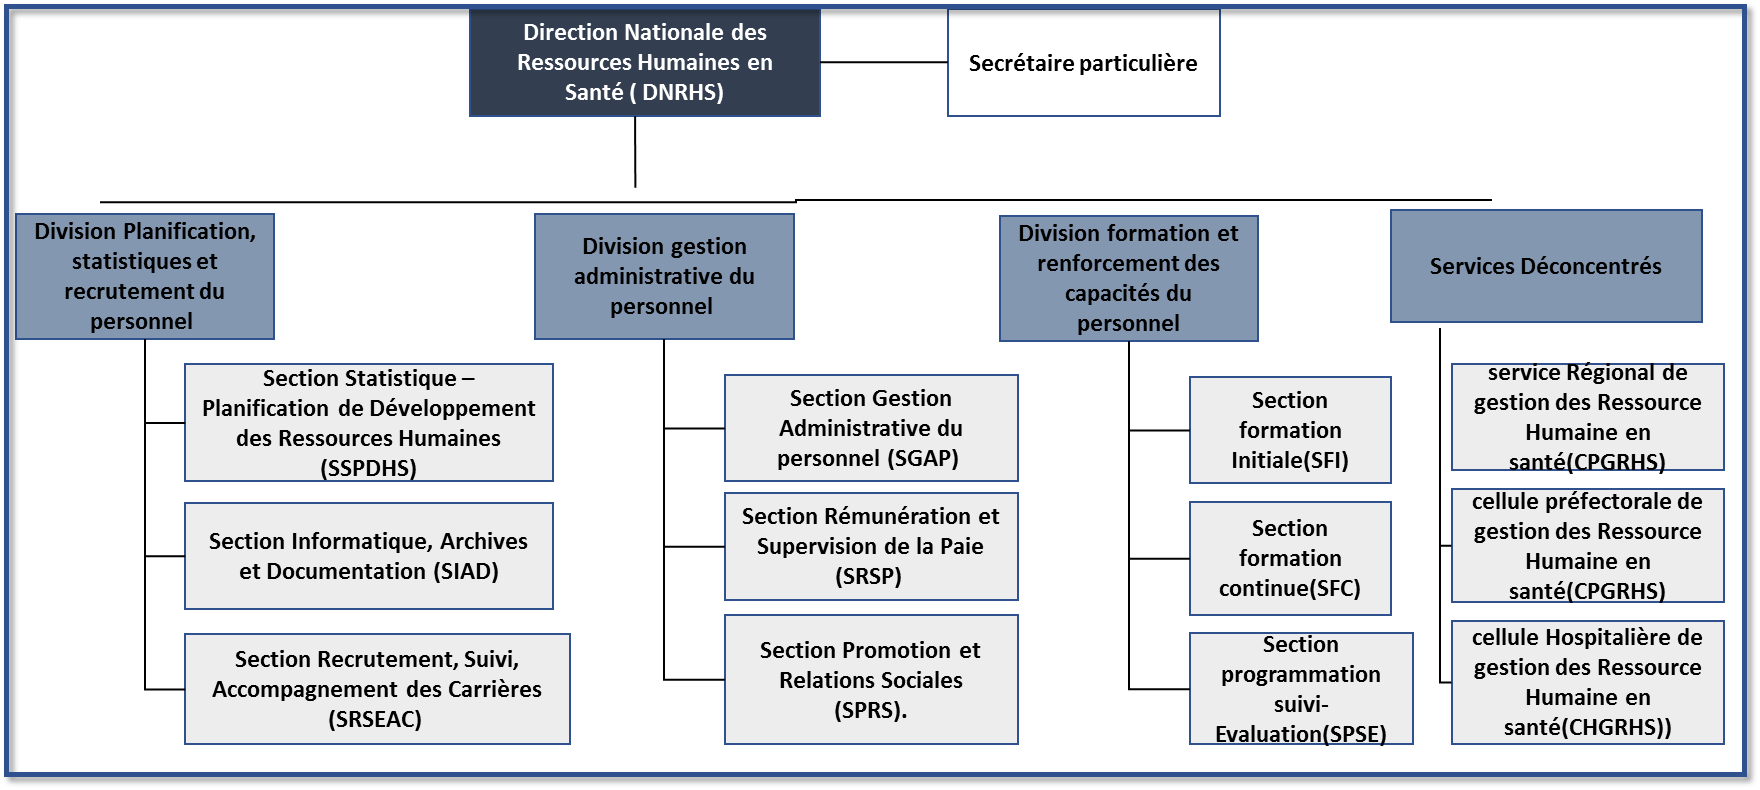 Direction Nationale des
Ressources Humaines en
Santé ( DNRHS)
Secrétaire particulière
Division Planification,
statistiques et
recrutement du
personnel
Section Statistique –
Planification de Développement
des Ressources Humaines
(SSPDHS)
Section Informatique, Archives
et Documentation (SIAD)
Section Recrutement, Suivi,
Accompagnement des Carrières
(SRSEAC)
Division gestion
administrative du
personnel
Section Gestion
Administrative du
personnel (SGAP)
Section Rémunération et
Supervision de la Paie
(SRSP)
Section Promotion et
Relations Sociales
(SPRS).
Division formation et
renforcement des
capacités du
personnel
Section
formation
Initiale(SFI)
Section
formation
continue(SFC)
Section
programmation
suivi-
Evaluation(SPSE)
Services Déconcentrés
service Régional de
gestion des Ressource
Humaine en
santé(CPGRHS)
cellule préfectorale de
gestion des Ressource
Humaine en
santé(CPGRHS)
cellule Hospitalière de
gestion des Ressource
Humaine en
santé(CHGRHS))